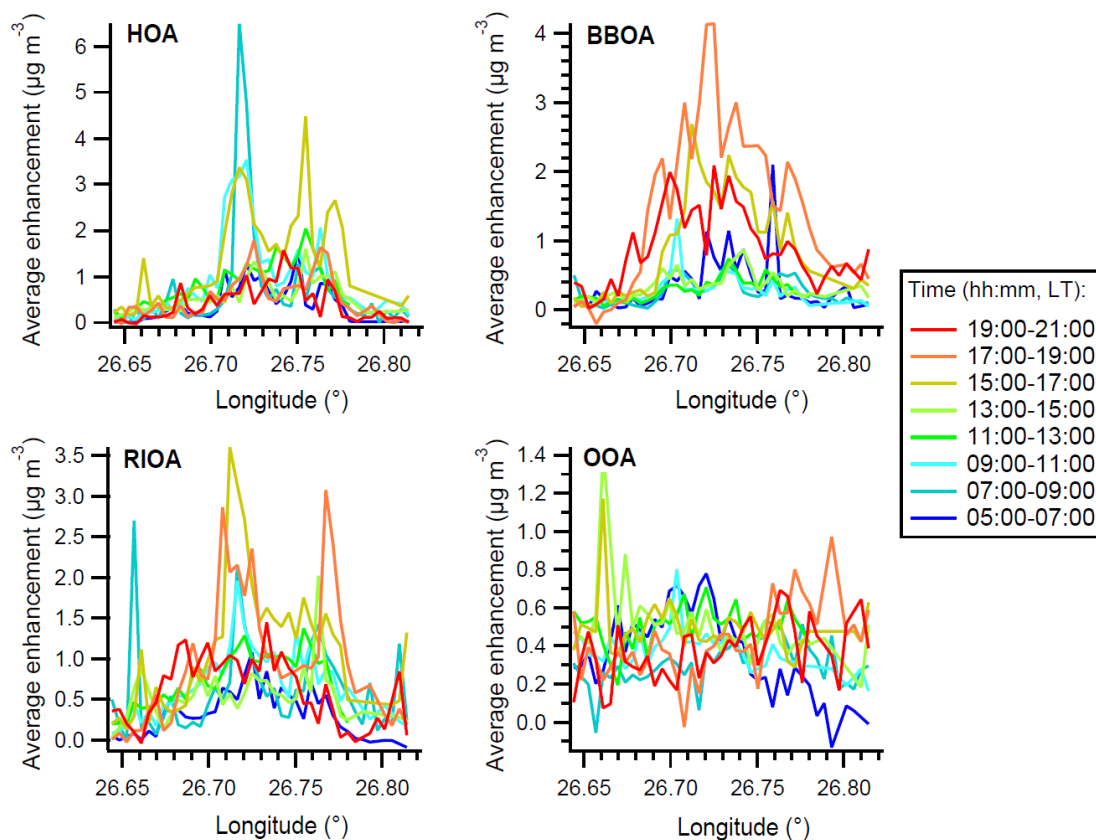 HOA
Average enhancement (µg m⁻³)
6
5
4
3
2
1
0
26.65 26.70 26.75 26.80
Longitude (°)
BBOA
Average enhancement (µg m⁻³)
4
3
2
1
0
26.65 26.70 26.75 26.80
Longitude (°)
RIOA
Average enhancement (µg m⁻³)
3.5
3.0
2.5
2.0
1.5
1.0
0.5
0.0
26.65 26.70 26.75 26.80
Longitude (°)
OOA
Average enhancement (µg m⁻³)
1.4
1.2
1.0
0.8
0.6
0.4
0.2
0.0
26.65 26.70 26.75 26.80
Longitude (°)
Time (hh:mm, LT):
19:00-21:00
17:00-19:00
15:00-17:00
13:00-15:00
11:00-13:00
09:00-11:00
07:00-09:00
05:00-07:00